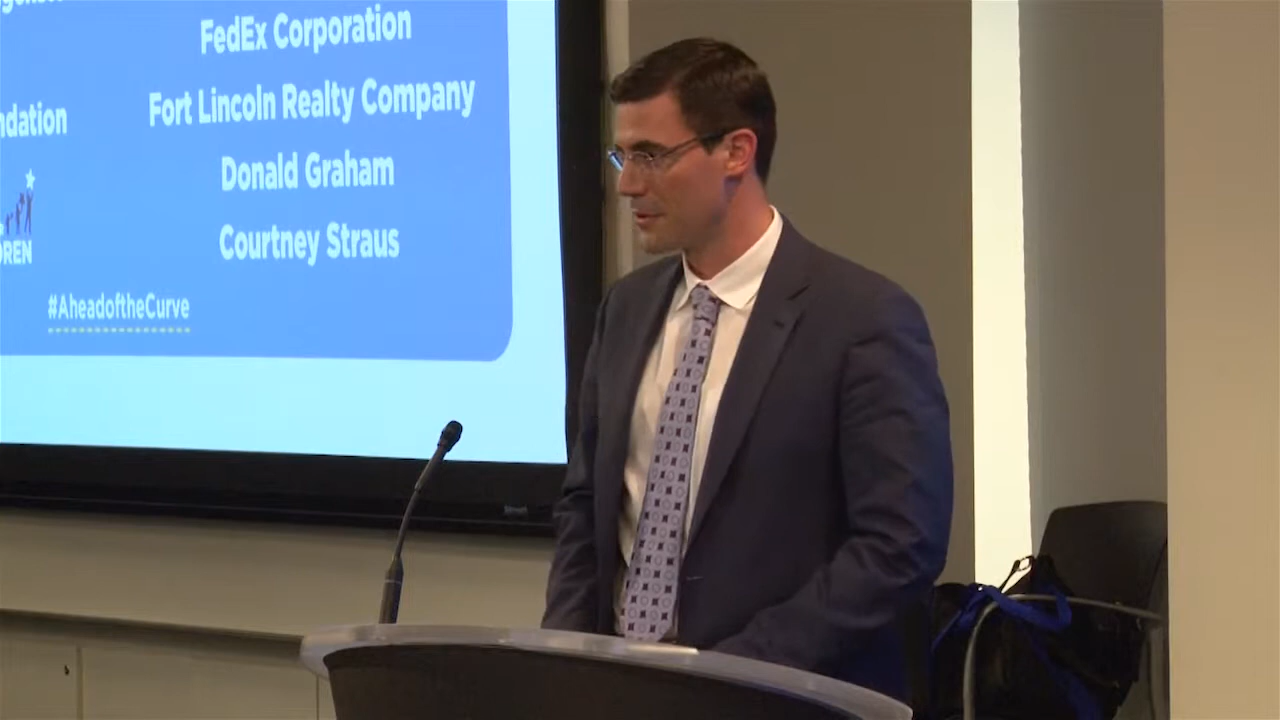 FedEx Corporation
Fort Lincoln Realty Company
ndation
Donald Graham
Courtney Straus
#AheadoftheCurve